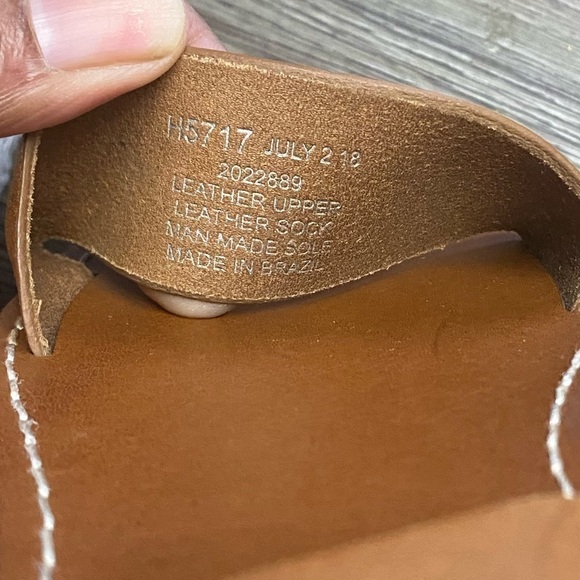 H5717 JULY 2 18
2022889
LEATHER UPPER
LEATHER SOCK
MAN MADE SOLE
MADE IN BRAZIL